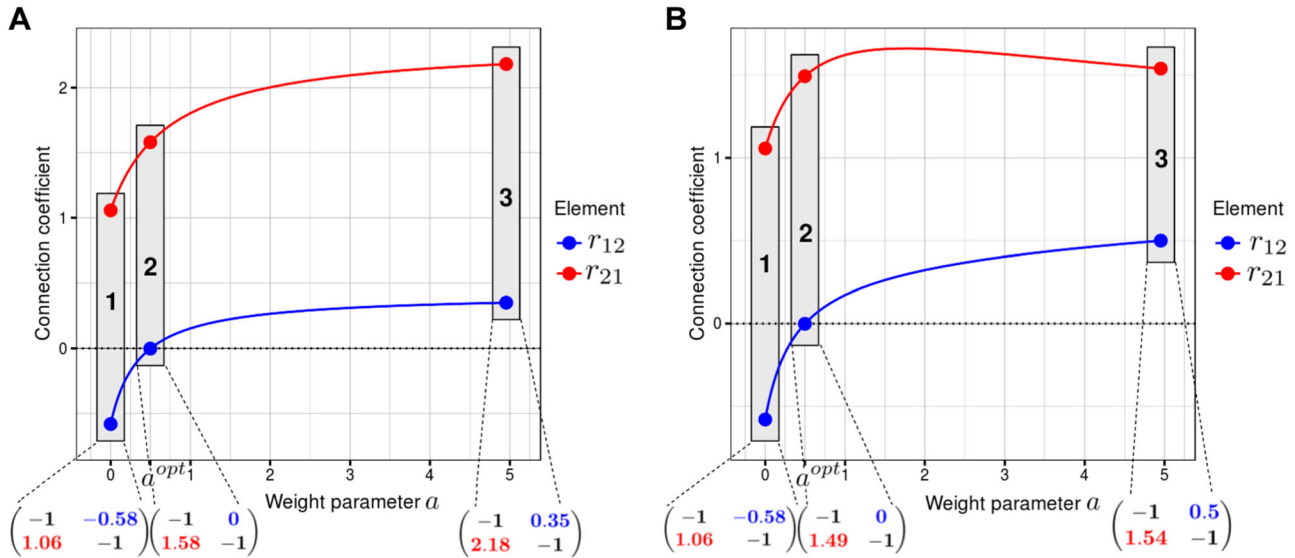 A
Connection coefficient
2
1
0
1
2
3
Element
r12
r21
0
a^opt
1
2
3
4
5
Weight parameter a
−1 −0.58
1.06 −1
−1 0
1.58 −1
−1 0.35
2.18 −1
B
Connection coefficient
1
0
1
2
3
Element
r12
r21
0
a^opt
1
2
3
4
5
Weight parameter a
−1 −0.58
1.06 −1
−1 0
1.49 −1
−1 0.5
1.54 −1